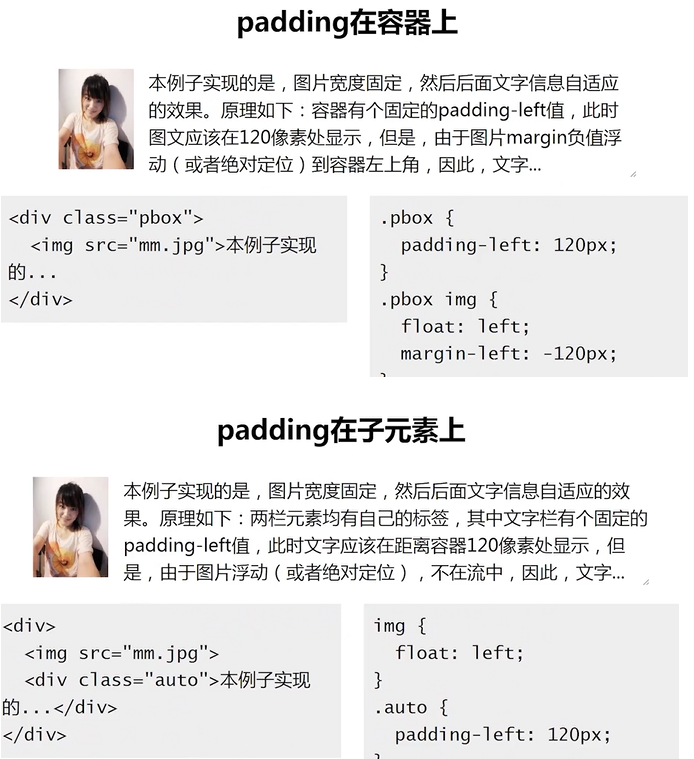 padding在容器上
本例子实现的是，图片宽度固定，然后后面文字信息自适应
的效果。原理如下：容器有个固定的padding-left值，此时
图文应该在120像素处显示，但是，由于图片margin负值浮
动（或者绝对定位）到容器左上角，因此，文字...
<div class="pbox">
  <img src="mm.jpg">本例子实现
的...
</div>
.pbox {
  padding-left: 120px;
}
.pbox img {
  float: left;
  margin-left: -120px;
}
padding在子元素上
本例子实现的是，图片宽度固定，然后后面文字信息自适应的效
果。原理如下：两栏元素均有自己的标签，其中文字栏有个固定的
padding-left值，此时文字应该在距离容器120像素处显示，但
是，由于图片浮动（或者绝对定位），不在流中，因此，文字...
<div>
  <img src="mm.jpg">
  <div class="auto">本例子实现
的...</div>
</div>
img {
  float: left;
}
.auto {
  padding-left: 120px;
}